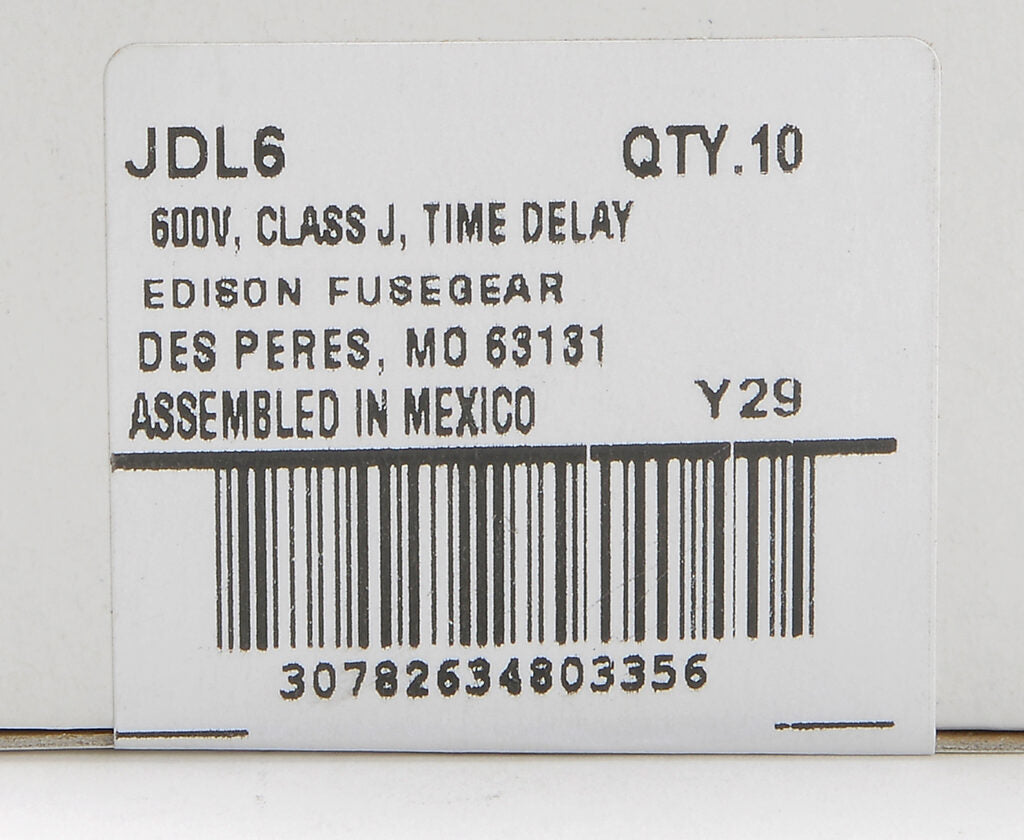 JDL6 QTY.10
600V, CLASS J, TIME DELAY
EDISON FUSEGEAR
DES PERES, MO 63131
ASSEMBLED IN MEXICO Y29
30782634803356